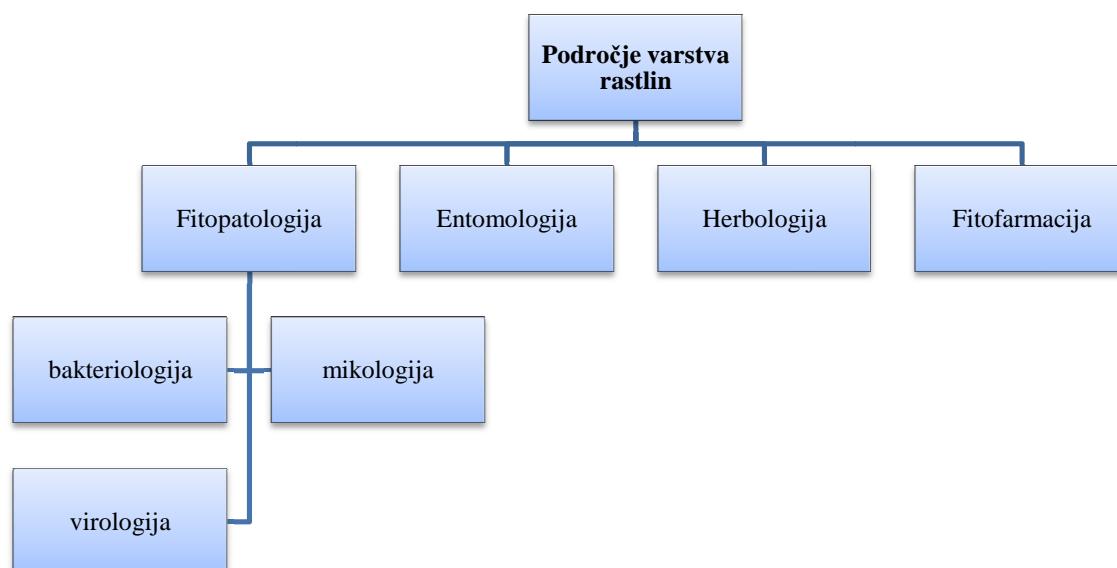 Področje varstva
rastlin
Fitopatologija
Entomologija
Herbologija
Fitofarmacija
bakteriologija
mikologija
virologija